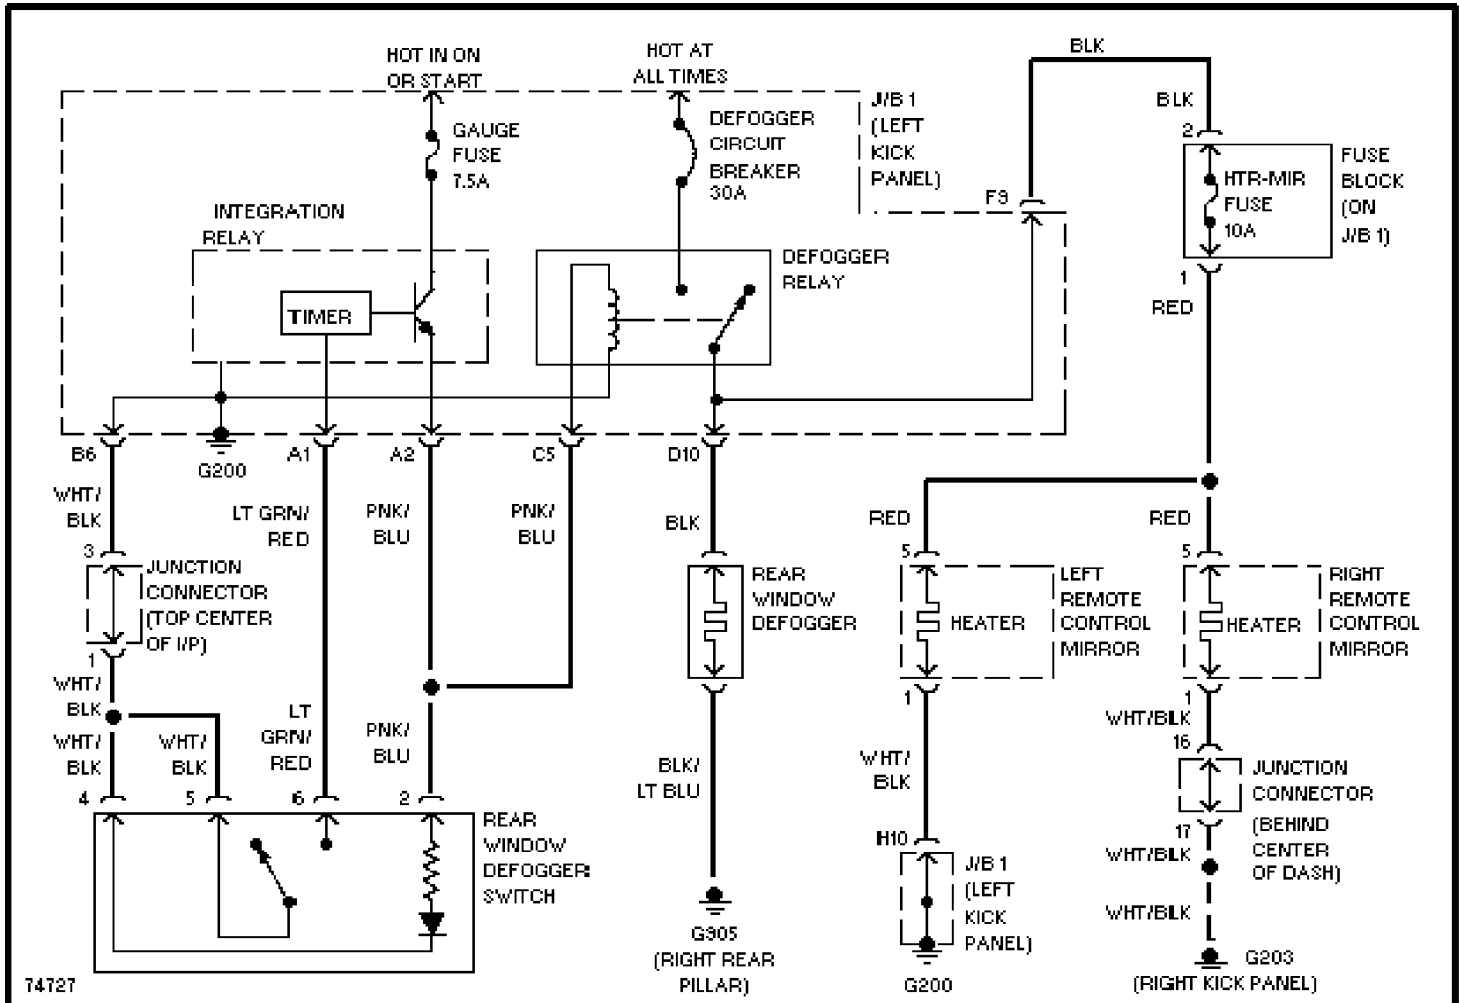 HOT IN ON
OR START
HOT AT
ALL TIMES
BLK
BLK
GAUGE
FUSE
7.5A
DEFOGGER
CIRCUIT
BREAKER
30A
J/B 1
(LEFT
KICK
PANEL)
F9
2
HTR-MIR
FUSE
10A
FUSE
BLOCK
(ON
J/B 1)
INTEGRATION
RELAY
DEFOGGER
RELAY
TIMER
1
RED
B6
G200
A1
A2
C5
D10
WHT/
BLK
LT GRN/
RED
PNK/
BLU
PNK/
BLU
BLK
RED
RED
3
JUNCTION
CONNECTOR
(TOP CENTER
OF I/P)
1
REAR
WINDOW
DEFOGGER
5
HEATER
LEFT
REMOTE
CONTROL
MIRROR
1
5
HEATER
RIGHT
REMOTE
CONTROL
MIRROR
1
WHT/
BLK
WHT/
BLK
WHT/
BLK
LT
GRN/
RED
PNK/
BLU
BLK/
LT BLU
WHT/
BLK
WHT/BLK
16
JUNCTION
CONNECTOR
(BEHIND
CENTER
OF DASH)
17
WHT/BLK
WHT/BLK
4
5
6
2
REAR
WINDOW
DEFOGGER
SWITCH
H10
J/B 1
(LEFT
KICK
PANEL)
G905
(RIGHT REAR
PILLAR)
G200
G203
(RIGHT KICK PANEL)
74727